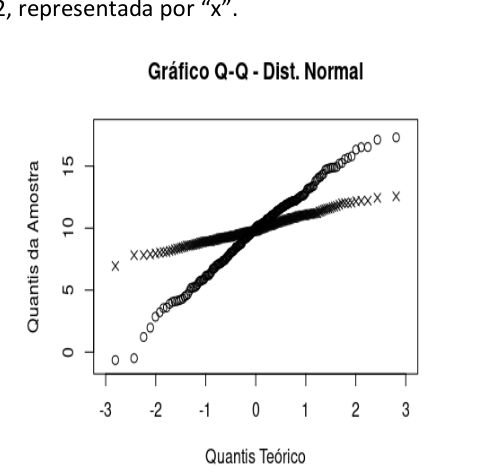 2, representada por “x”.
Gráfico Q-Q - Dist. Normal
Quantis da Amostra
15
10
5
0
-3 -2 -1 0 1 2 3
Quantis Teórico